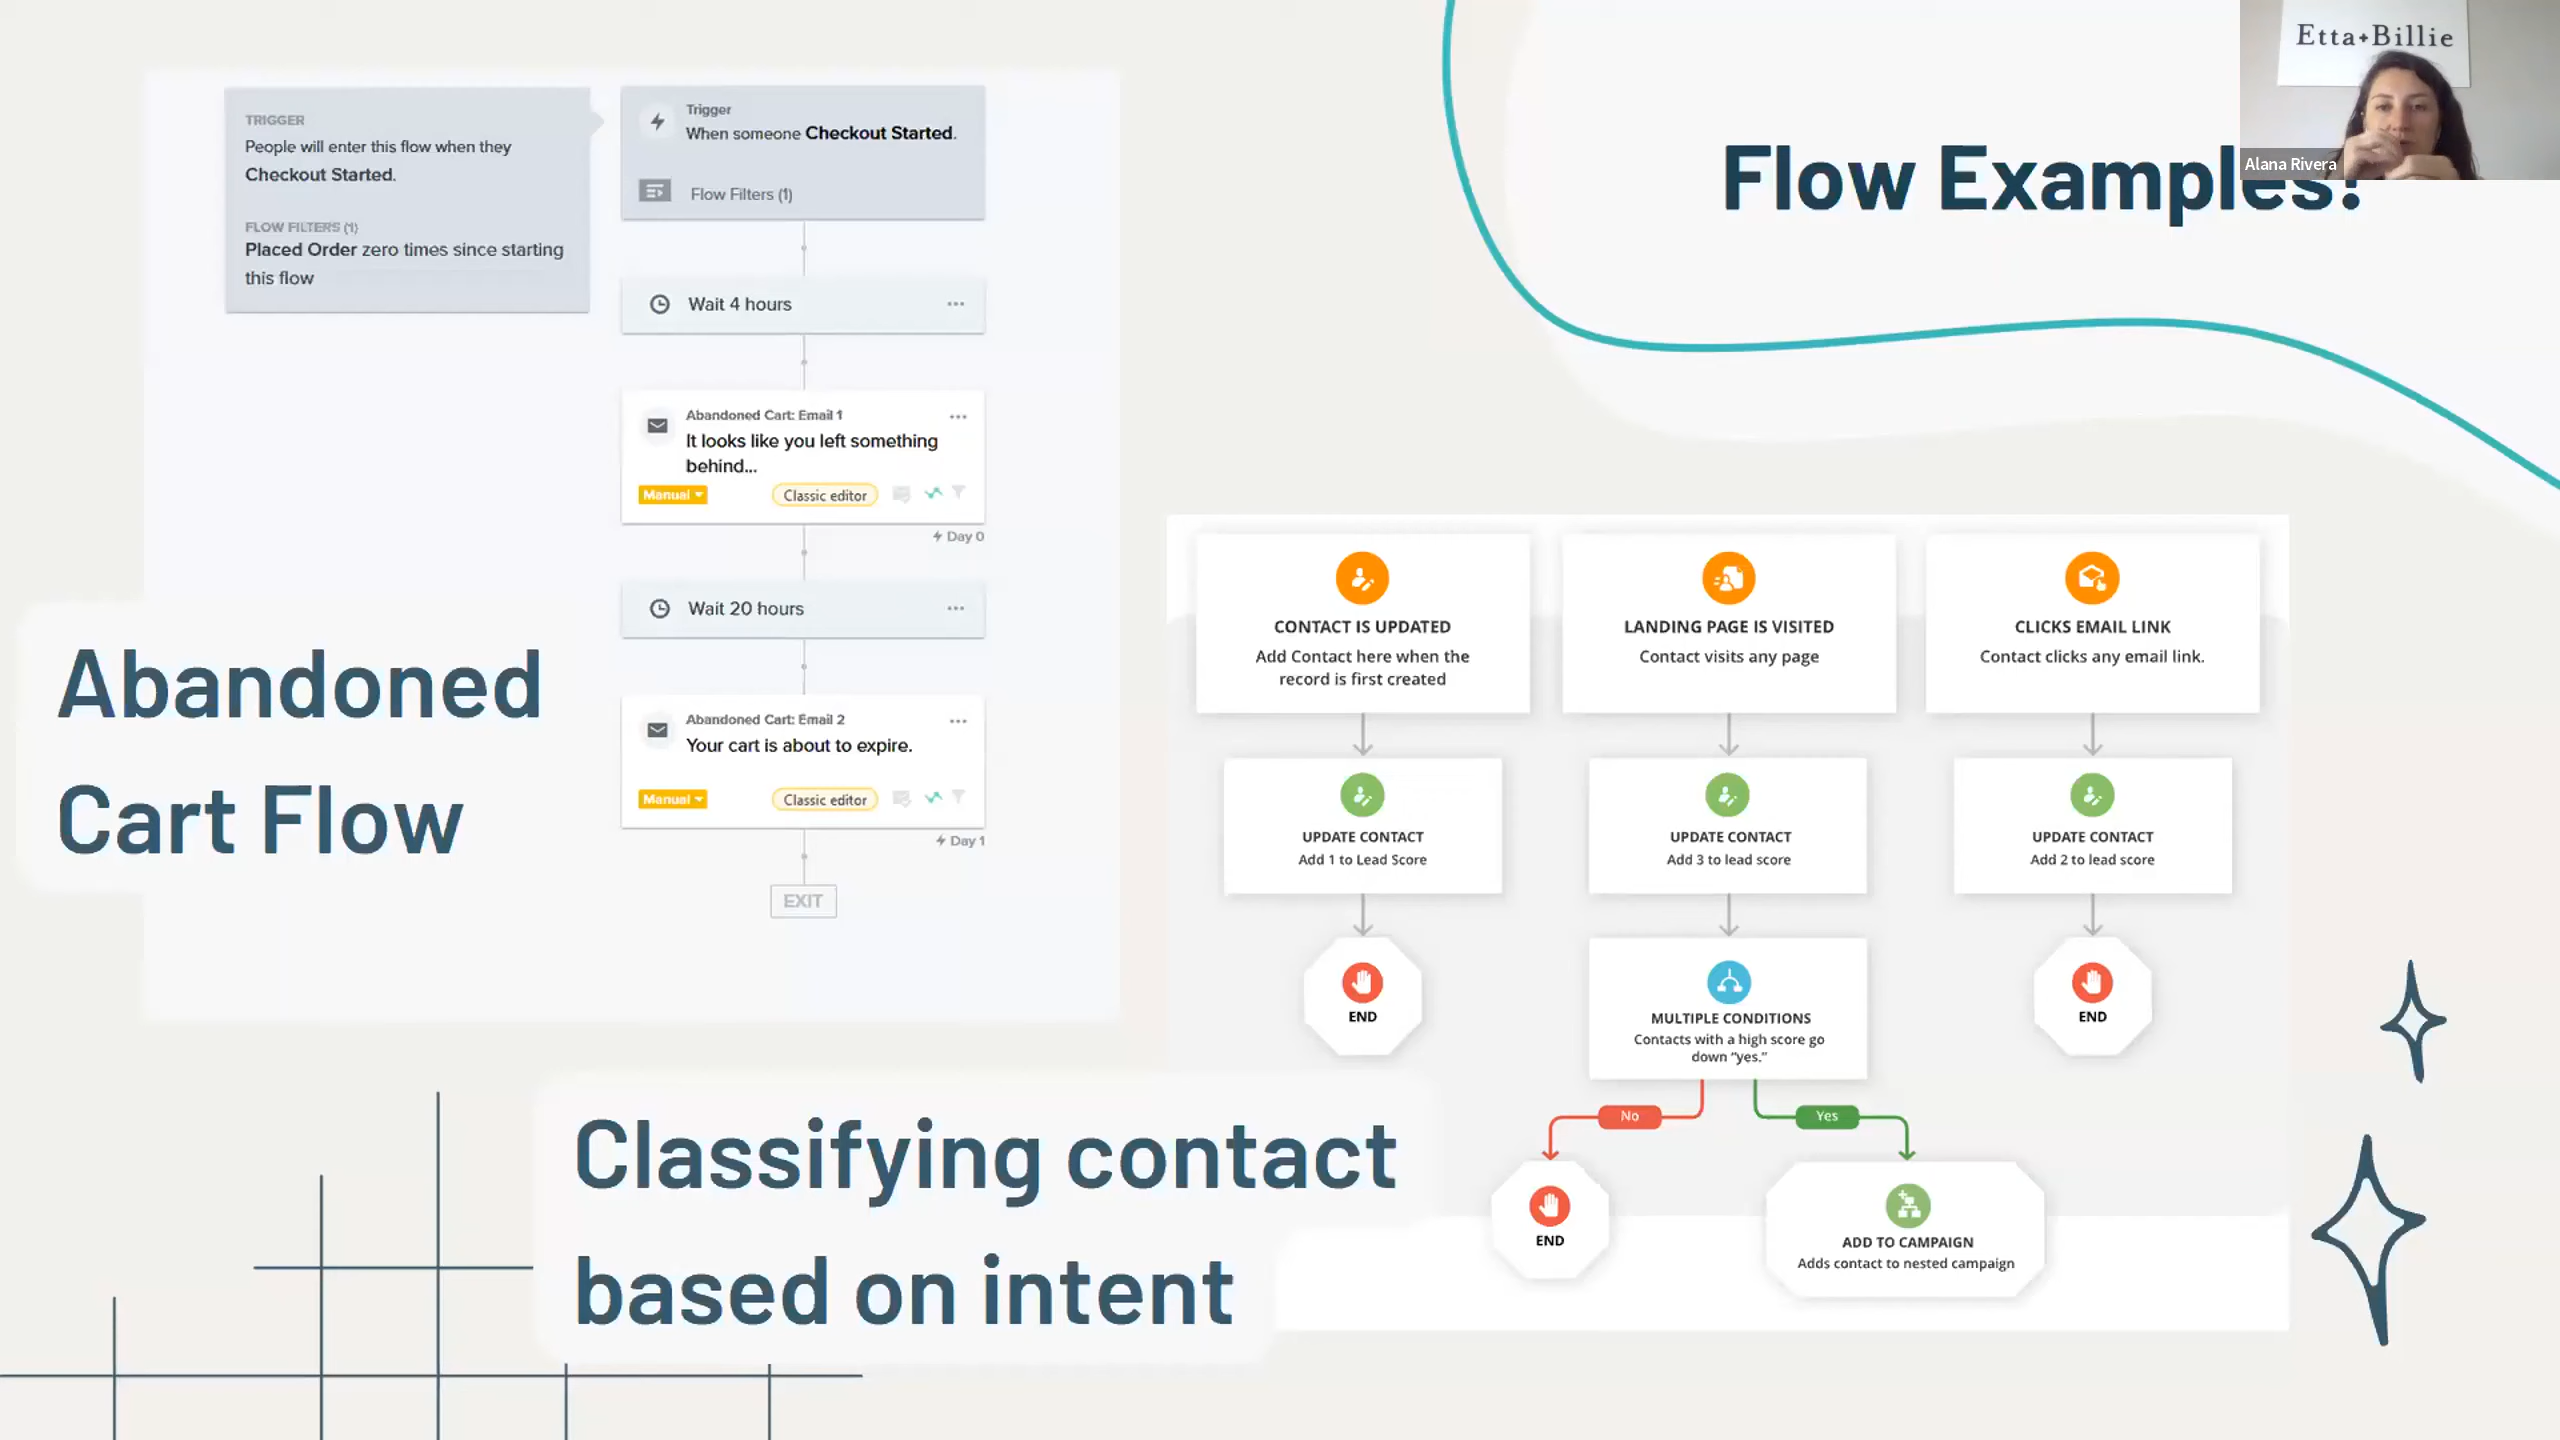 Etta+Billie
Alana Rivera
Flow Examples!
TRIGGER
People will enter this flow when they
Checkout Started.
FLOW FILTERS (1)
Placed Order zero times since starting
this flow
Trigger
When someone Checkout Started.
Flow Filters (1)
Wait 4 hours
Abandoned Cart: Email 1
It looks like you left something
behind...
Manual
Classic editor
Day 0
Wait 20 hours
Abandoned Cart: Email 2
Your cart is about to expire.
Manual
Classic editor
Day 1
EXIT
Abandoned
Cart Flow
CONTACT IS UPDATED
Add Contact here when the
record is first created
UPDATE CONTACT
Add 1 to Lead Score
END
LANDING PAGE IS VISITED
Contact visits any page
UPDATE CONTACT
Add 3 to lead score
MULTIPLE CONDITIONS
Contacts with a high score go
down “yes.”
No
Yes
END
ADD TO CAMPAIGN
Adds contact to nested campaign
CLICKS EMAIL LINK
Contact clicks any email link.
UPDATE CONTACT
Add 2 to lead score
END
Classifying contact
based on intent